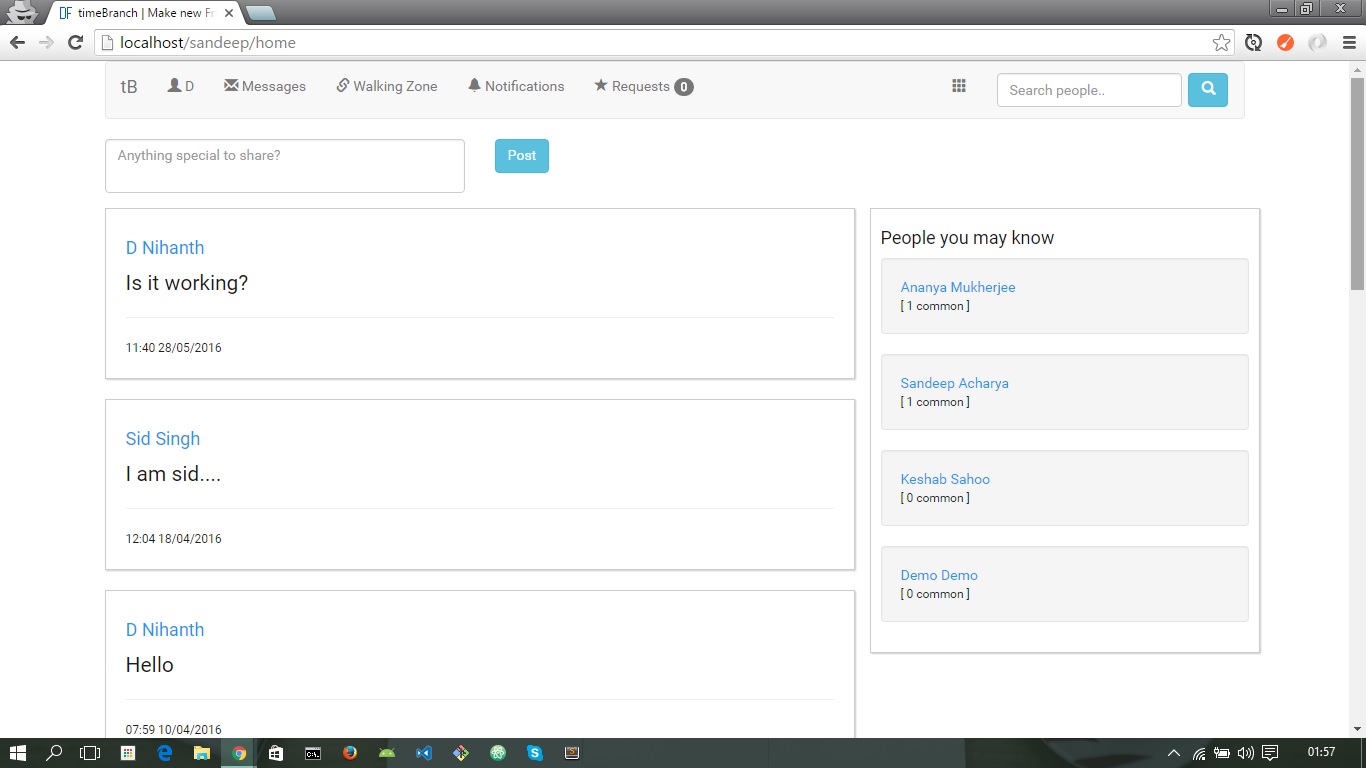 DF timeBranch | Make new Fr
localhost/sandeep/home
tB D Messages Walking Zone Notifications Requests 0 Search people..
Anything special to share? Post
D Nihanth
Is it working?
11:40 28/05/2016
Sid Singh
I am sid....
12:04 18/04/2016
D Nihanth
Hello
07:59 10/04/2016
People you may know
Ananya Mukherjee
[ 1 common ]
Sandeep Acharya
[ 1 common ]
Keshab Sahoo
[ 0 common ]
Demo Demo
[ 0 common ]
01:57